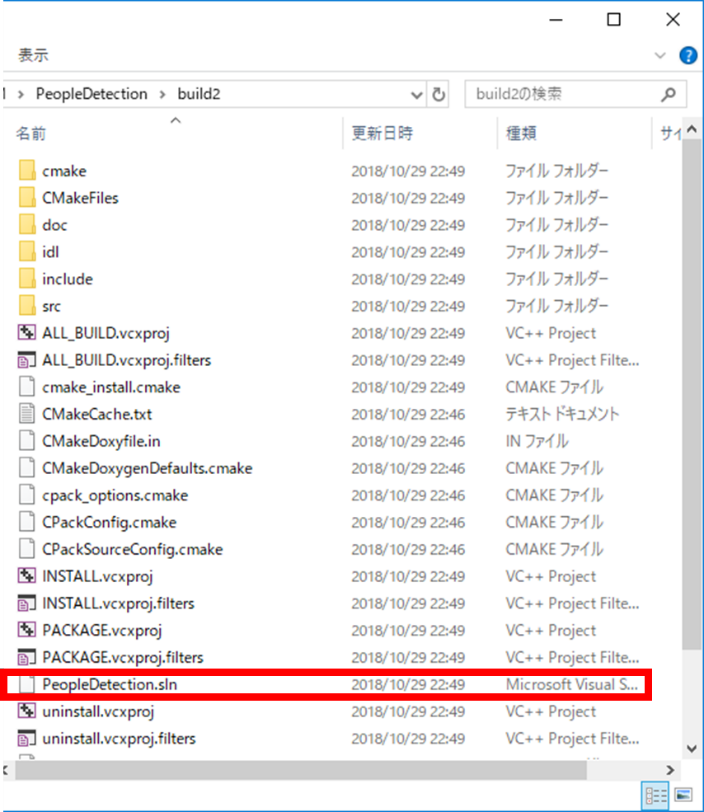 表示
PeopleDetection > build2
build2の検索
名前 更新日時 種類
cmake 2018/10/29 22:49 ファイル フォルダー
CMakeFiles 2018/10/29 22:49 ファイル フォルダー
doc 2018/10/29 22:49 ファイル フォルダー
idl 2018/10/29 22:49 ファイル フォルダー
include 2018/10/29 22:49 ファイル フォルダー
src 2018/10/29 22:49 ファイル フォルダー
ALL_BUILD.vcxproj 2018/10/29 22:49 VC++ Project
ALL_BUILD.vcxproj.filters 2018/10/29 22:49 VC++ Project Filte...
cmake_install.cmake 2018/10/29 22:49 CMAKE ファイル
CMakeCache.txt 2018/10/29 22:46 テキスト ドキュメント
CMakeDoxyfile.in 2018/10/29 22:46 IN ファイル
CMakeDoxygenDefaults.cmake 2018/10/29 22:46 CMAKE ファイル
cpack_options.cmake 2018/10/29 22:46 CMAKE ファイル
CPackConfig.cmake 2018/10/29 22:46 CMAKE ファイル
CPackSourceConfig.cmake 2018/10/29 22:46 CMAKE ファイル
INSTALL.vcxproj 2018/10/29 22:49 VC++ Project
INSTALL.vcxproj.filters 2018/10/29 22:49 VC++ Project Filte...
PACKAGE.vcxproj 2018/10/29 22:49 VC++ Project
PACKAGE.vcxproj.filters 2018/10/29 22:49 VC++ Project Filte...
PeopleDetection.sln 2018/10/29 22:49 Microsoft Visual S...
uninstall.vcxproj 2018/10/29 22:49 VC++ Project
uninstall.vcxproj.filters 2018/10/29 22:49 VC++ Project Filte...